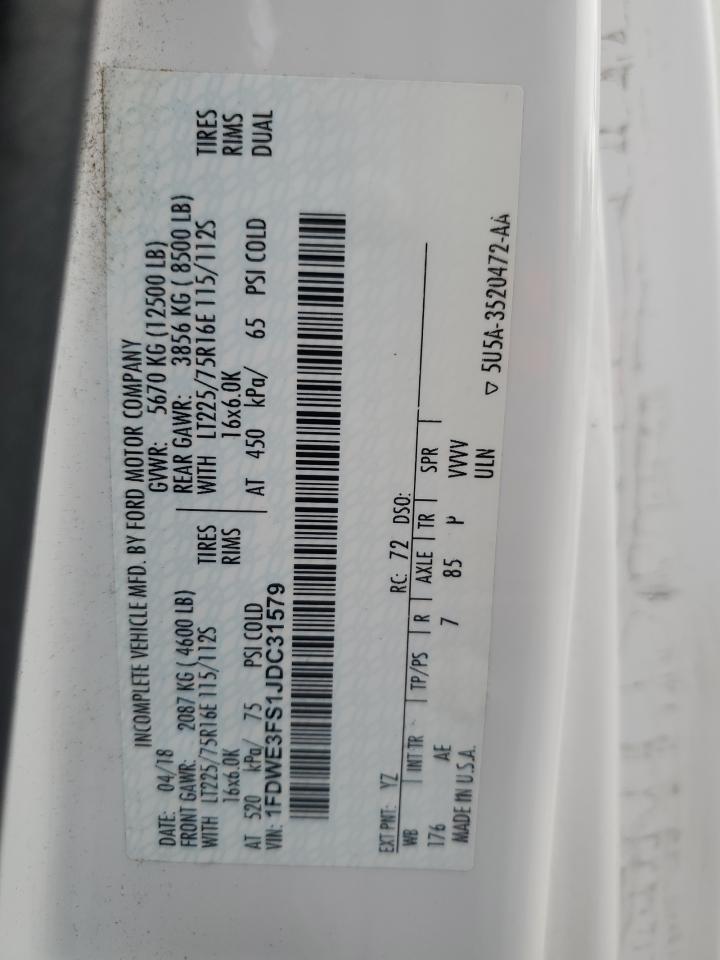 INCOMPLETE VEHICLE MFD. BY FORD MOTOR COMPANY
DATE: 04/18 GVWR: 5670 KG (12500 LB)
FRONT GAWR: 2087 KG ( 4600 LB) REAR GAWR: 3856 KG ( 8500 LB)
WITH LT225/75R16E 115/112S TIRES WITH LT225/75R16E 115/112S TIRES
16x6.0K RIMS 16x6.0K RIMS
AT 520 kPa/ 75 PSI COLD AT 450 kPa/ 65 PSI COLD DUAL
VIN: 1FDWE3FS1JDC31579
EXT PNT: YZ RC: 72 DSO:
WB INT TR TP/PS R AXLE TR SPR
176 AE 7 85 P VVVV
MADE IN U.S.A. ULN
▽ 5U5A-3520472-AA